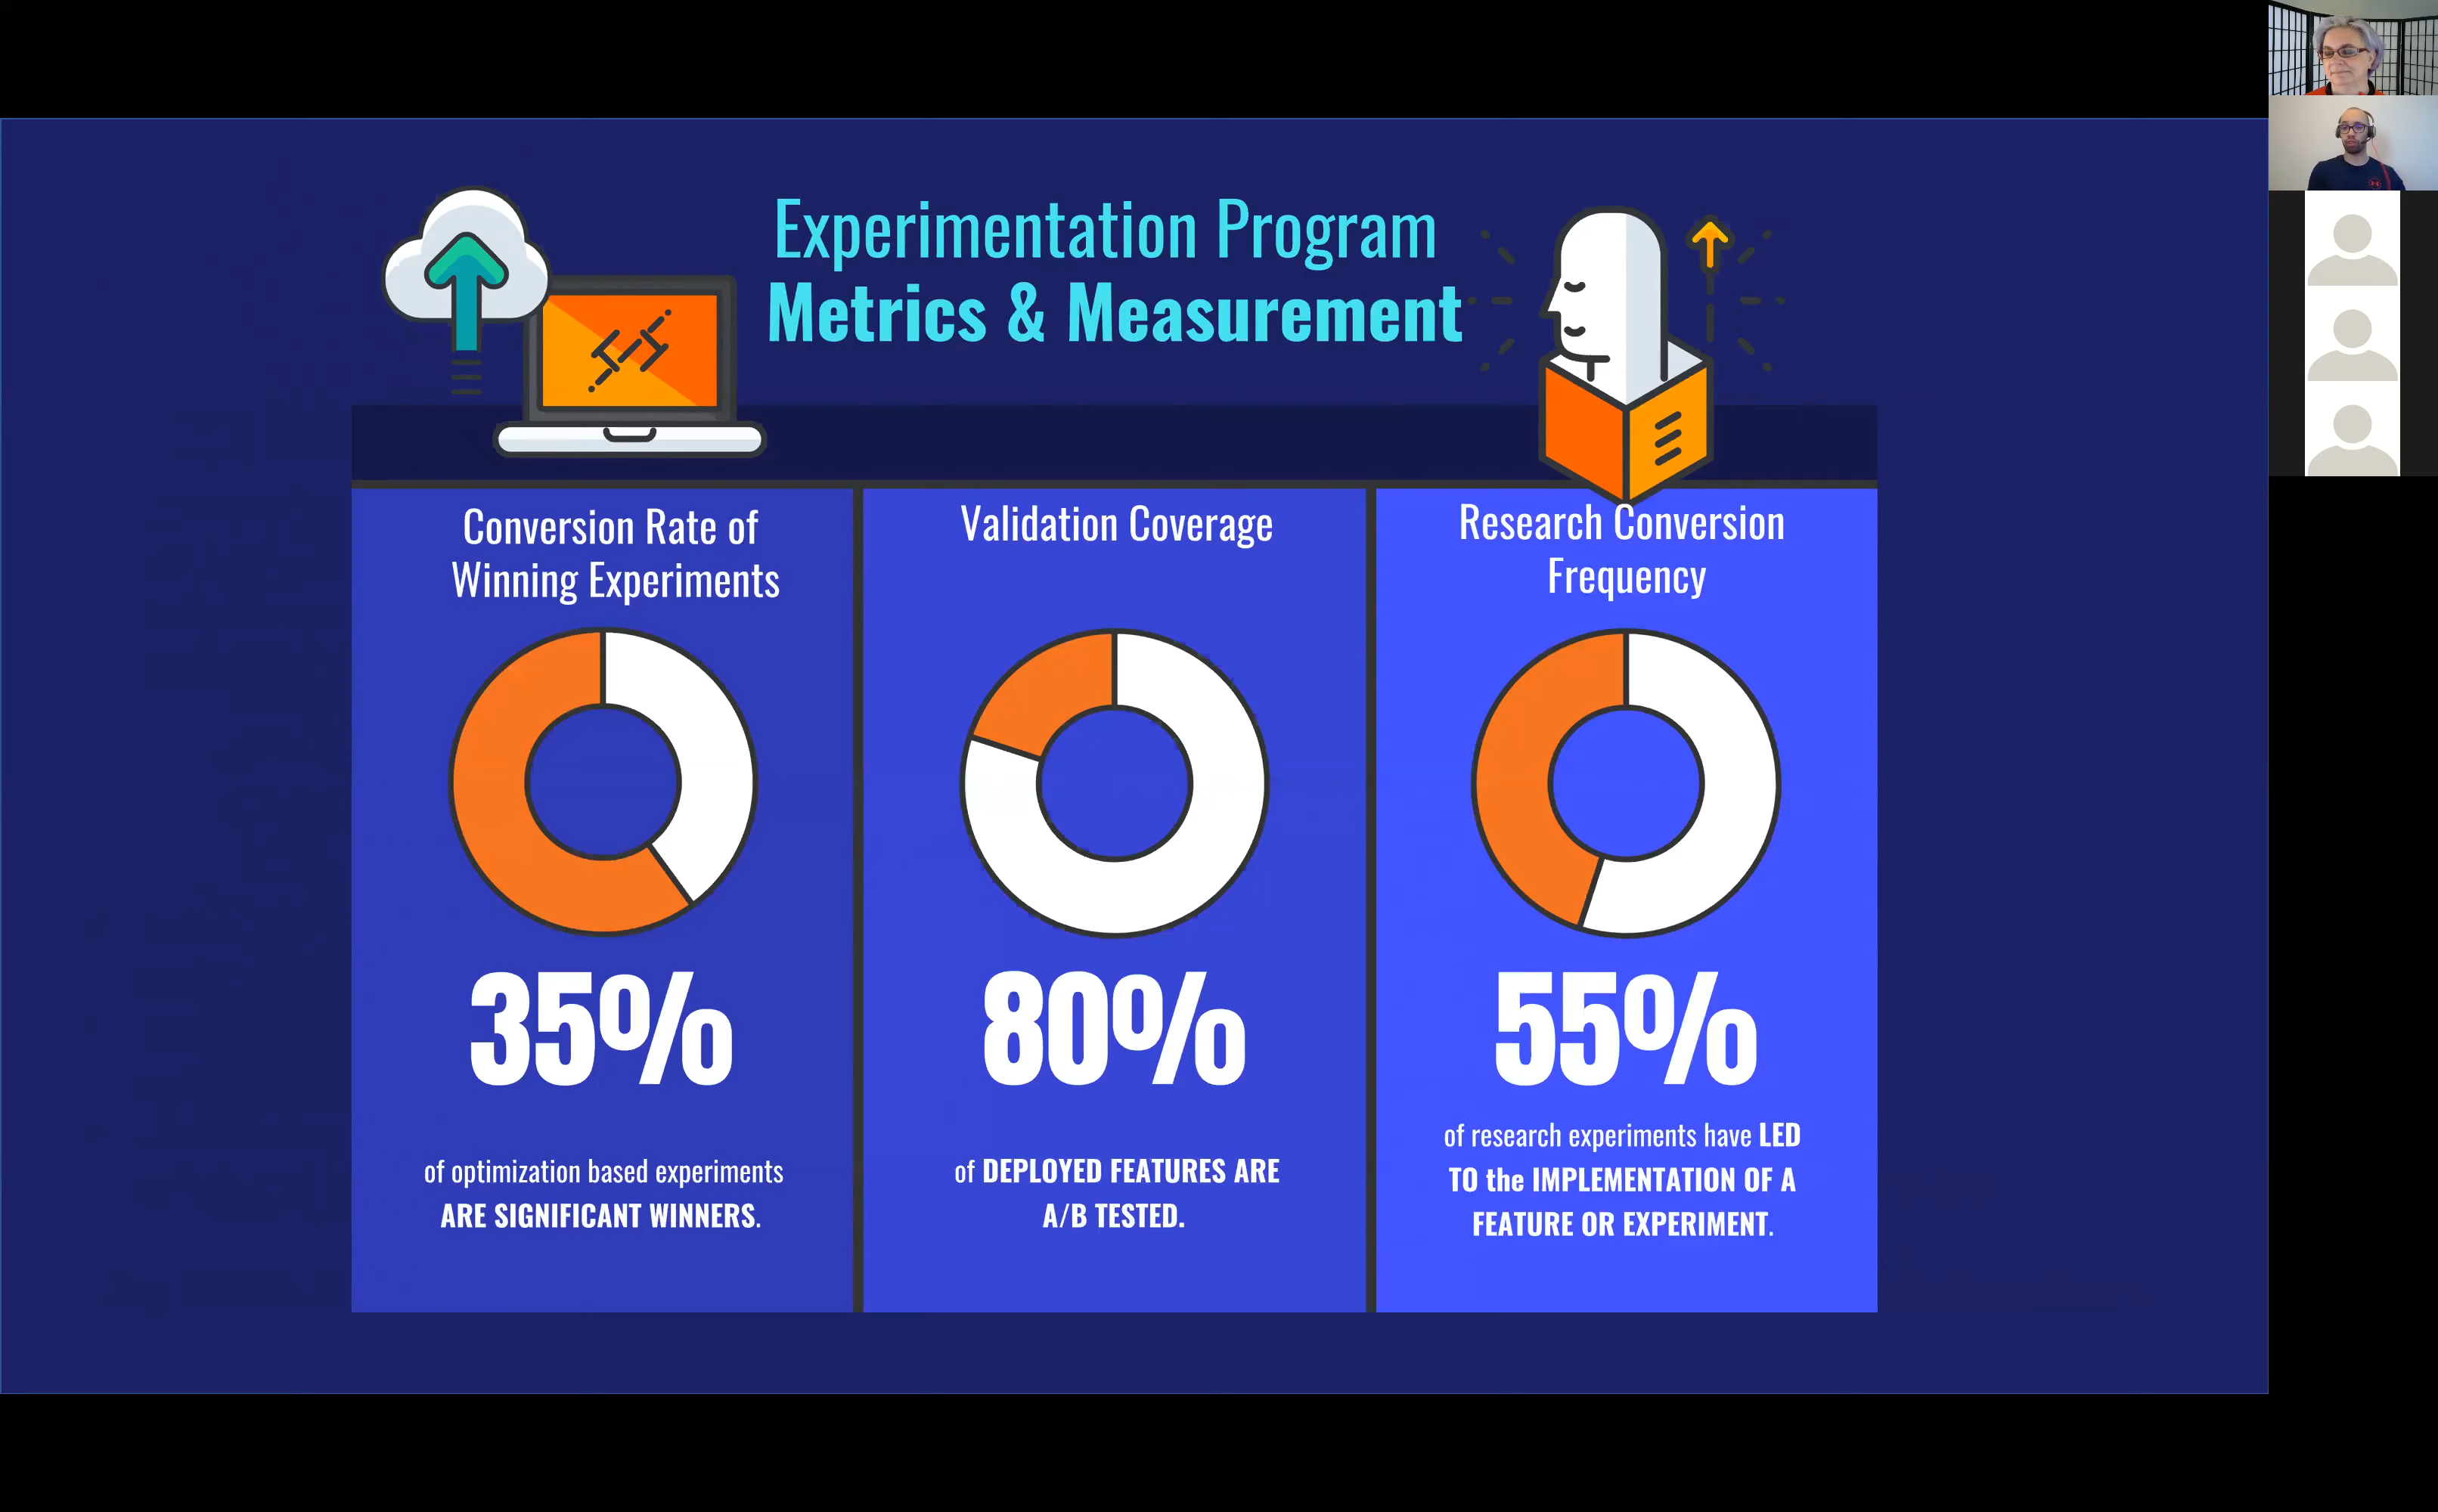 Experimentation Program
Metrics & Measurement
Conversion Rate of
Winning Experiments
35%
of optimization based experiments
ARE SIGNIFICANT WINNERS.
Validation Coverage
80%
of DEPLOYED FEATURES ARE
A/B TESTED.
Research Conversion
Frequency
55%
of research experiments have LED
TO the IMPLEMENTATION OF A
FEATURE OR EXPERIMENT.